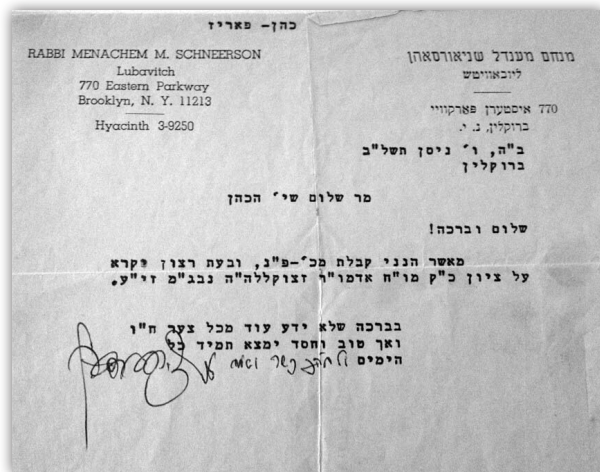 כהן- פאריז
RABBI MENACHEM M. SCHNEERSON
Lubavitch
770 Eastern Parkway
Brooklyn, N. Y. 11213
Hyacinth 3-9250
מנחם מענדל שניאורסאהן
ליובאוויטש
770 איסטערן פארקוויי
ברוקלין, נ. י.
ב"ה, ו' ניסן תשל"ב
ברוקלין
מר שלום שי' הכהן
שלום וברכה!
מאשר הנני קבלת מכ'-פ"נ, ובעת רצון יקרא
על ציון כ"ק מו"ח אדמו"ר זצוקללה"ה נבג"מ זי"ע.
בברכה שלא ידע עוד מכל צער ח"ו
ואך טוב וחסד ימצא תמיד כל
הימים